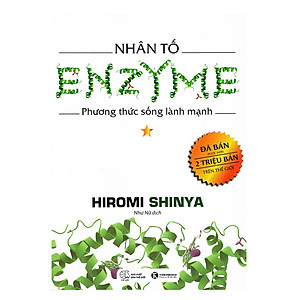 NHÂN TỐ
ENZYME
Phương thức sống lành mạnh
ĐÃ BÁN
2 TRIỆU BẢN
TRÊN THẾ GIỚI
HIROMI SHINYA
Như Nữ dịch